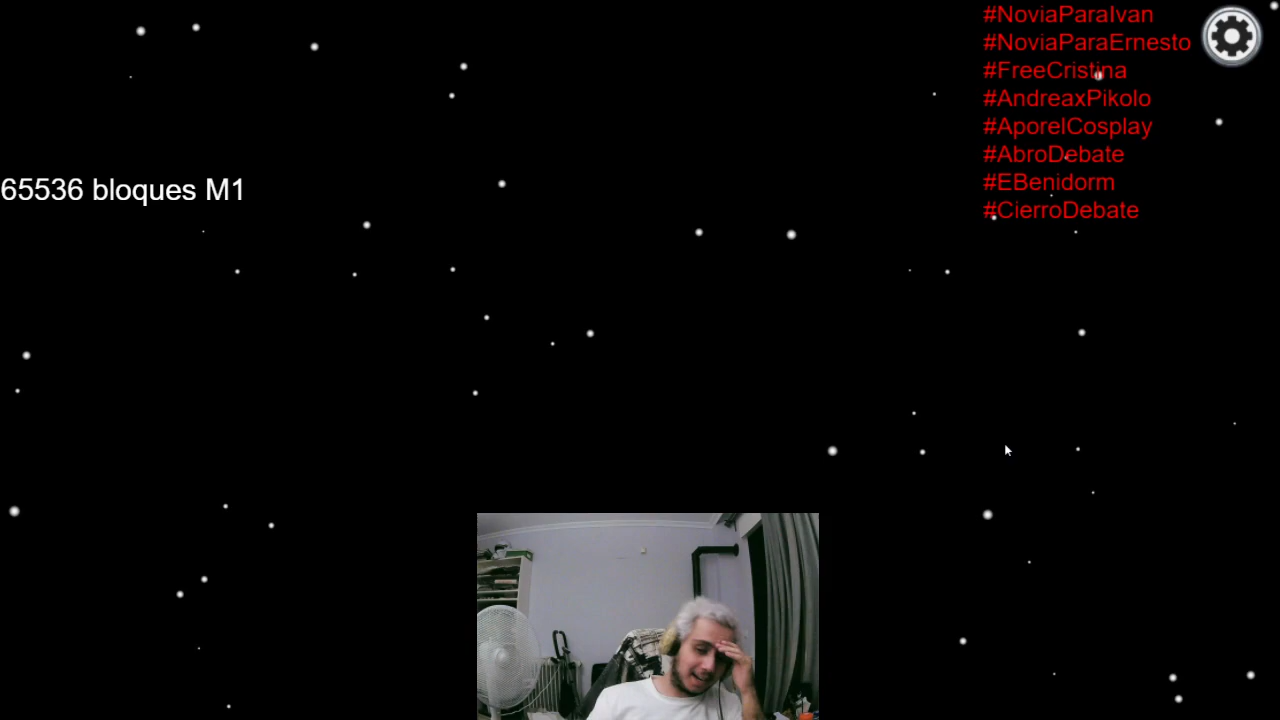 #NoviaParaIvan
#NoviaParaErnesto
#FreeCristina
#AndreaxPikolo
#AporelCosplay
#AbroDebate
#EBenidorm
#CierroDebate
65536 bloques M1